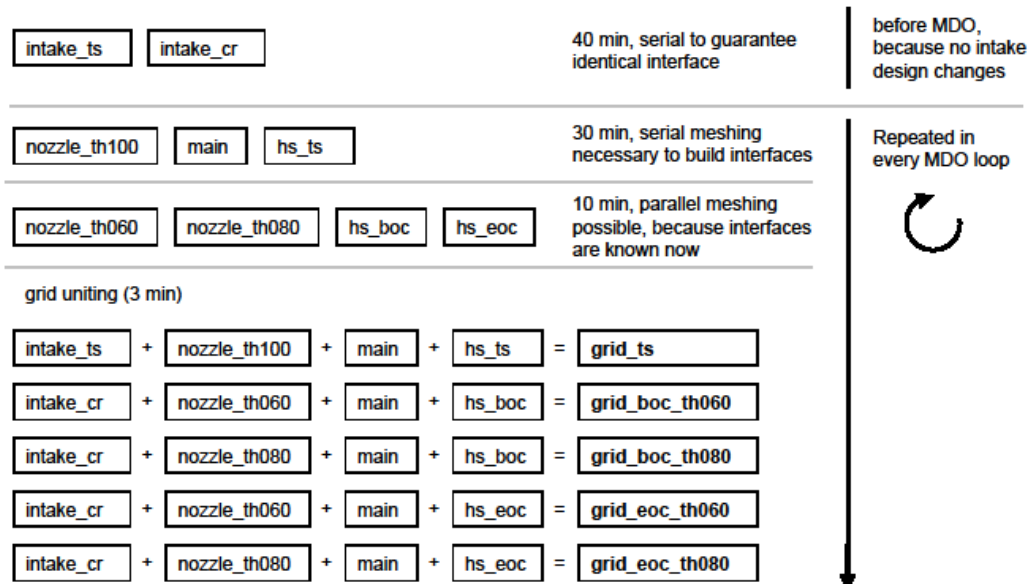 intake_ts intake_cr
40 min, serial to guarantee
identical interface
before MDO,
because no intake
design changes
nozzle_th100 main hs_ts
30 min, serial meshing
necessary to build interfaces
Repeated in
every MDO loop
nozzle_th060 nozzle_th080 hs_boc hs_eoc
10 min, parallel meshing
possible, because interfaces
are known now
grid uniting (3 min)
intake_ts + nozzle_th100 + main + hs_ts = grid_ts
intake_cr + nozzle_th060 + main + hs_boc = grid_boc_th060
intake_cr + nozzle_th080 + main + hs_boc = grid_boc_th080
intake_cr + nozzle_th060 + main + hs_eoc = grid_eoc_th060
intake_cr + nozzle_th080 + main + hs_eoc = grid_eoc_th080